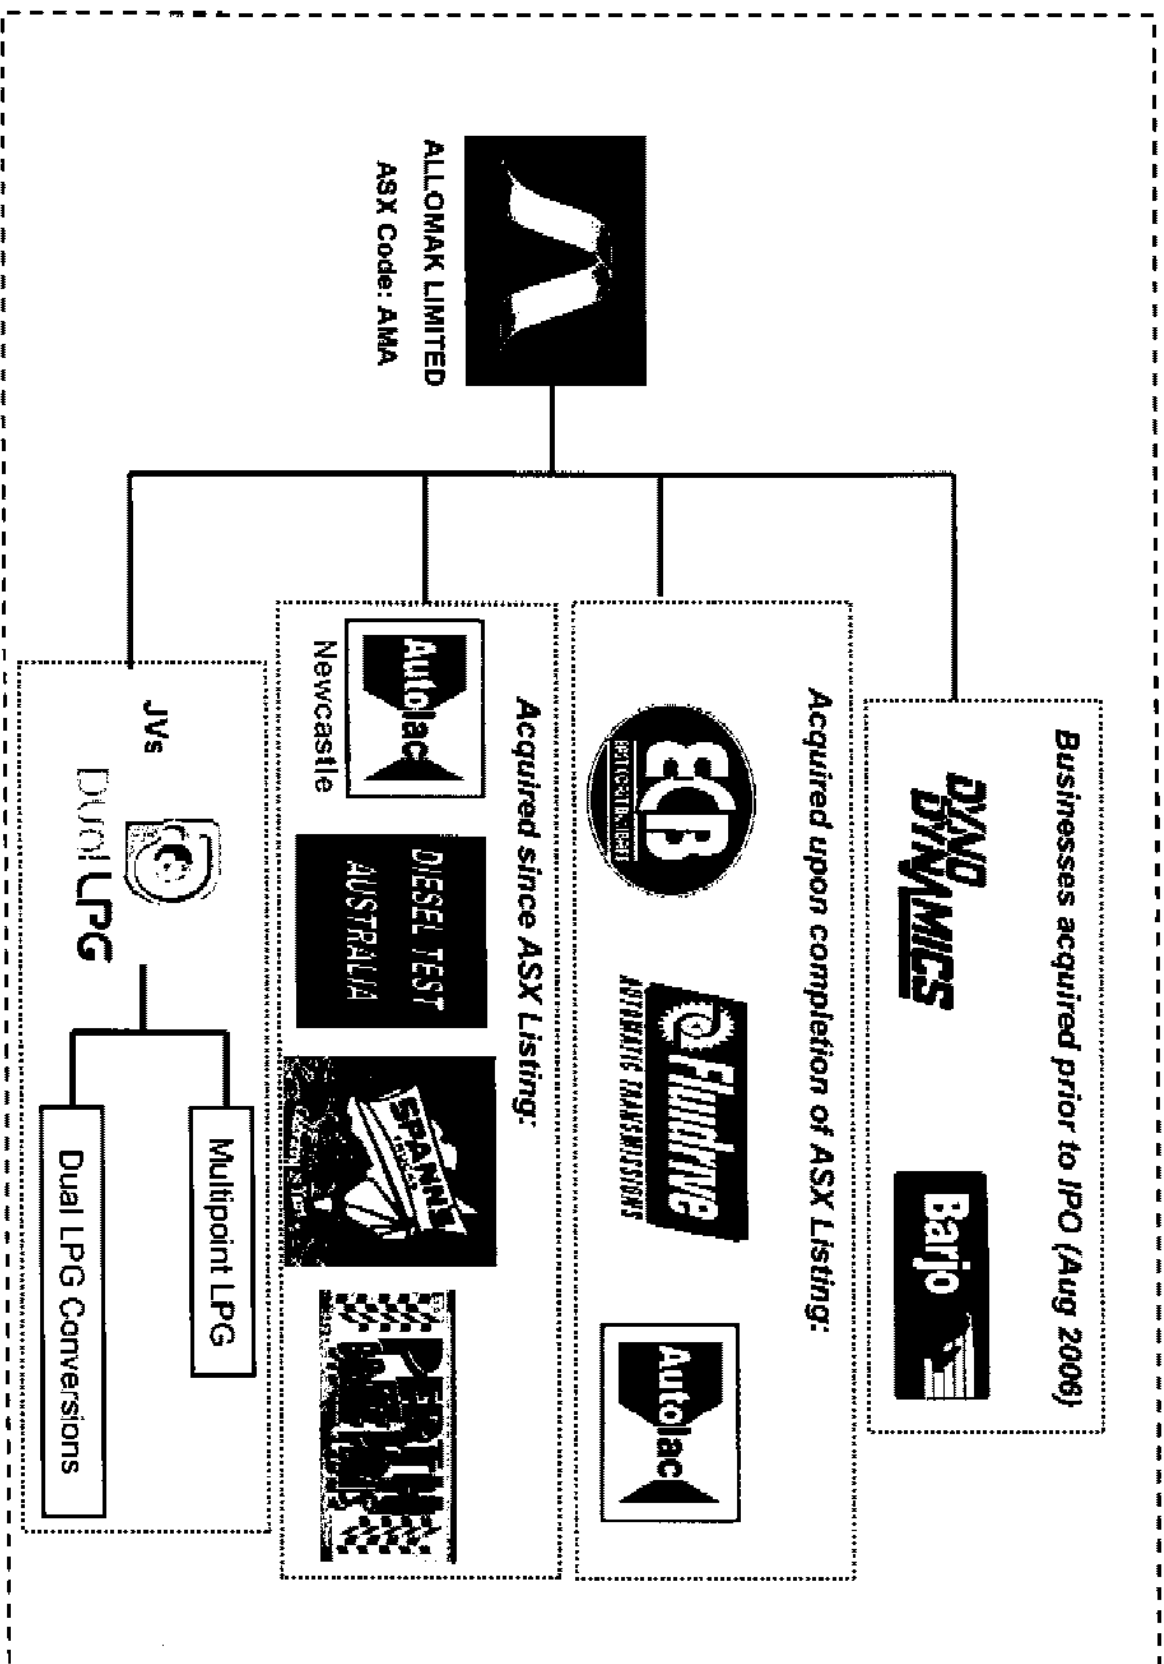 ALLOMAK LIMITED
ASX Code: AMA
Businesses acquired prior to IPO (Aug 2006)
DYNO
DYNAMICS
Barjo
Acquired upon completion of ASX Listing:
ECB
Fluidrive
AUTOMATIC TRANSMISSIONS
Autolac
Acquired since ASX Listing:
Autolac
Newcastle
DIESEL TEST
AUSTRALIA
SPANN'S
PERTH
JVs
Dual LPG
Multipoint LPG
Dual LPG Conversions